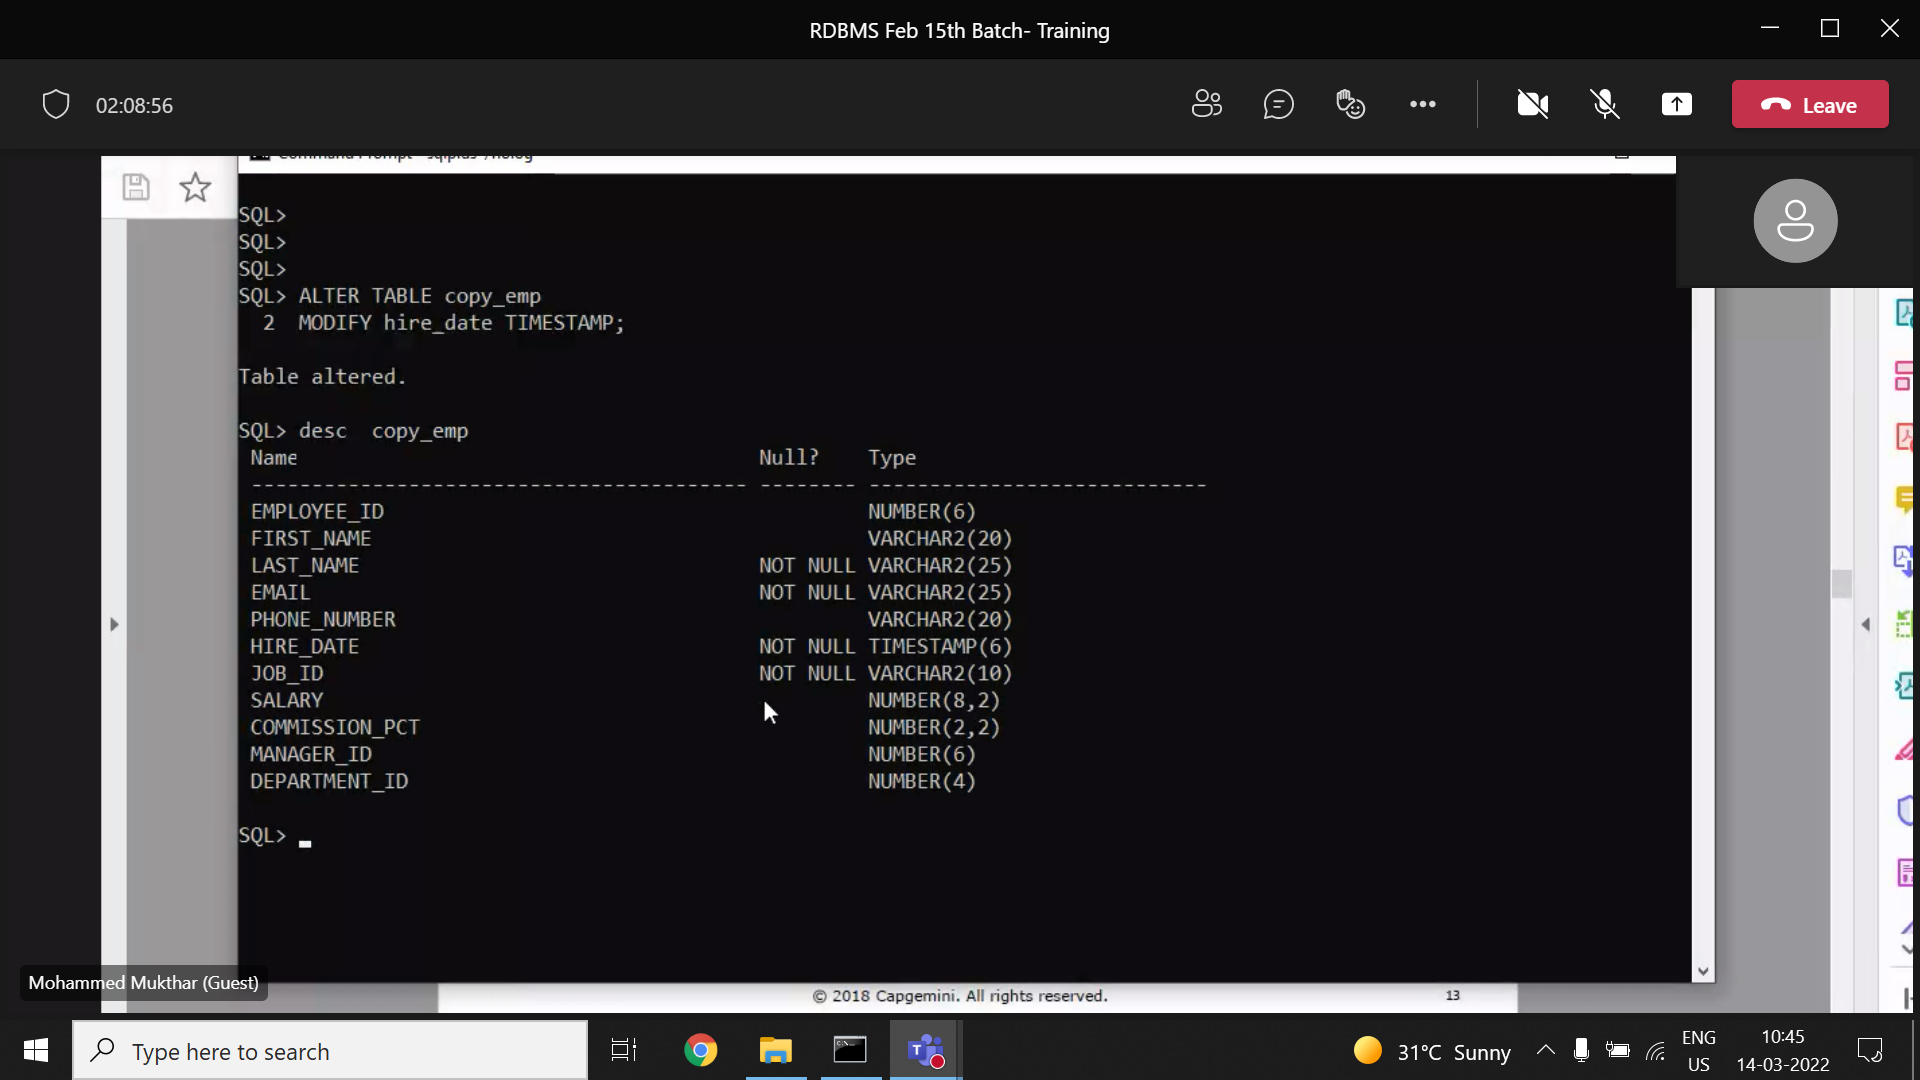 RDBMS Feb 15th Batch- Training
02:08:56
Leave
SQL>
SQL>
SQL>
SQL> ALTER TABLE copy_emp
2 MODIFY hire_date TIMESTAMP;
Table altered.
SQL> desc copy_emp
Name Null? Type
----------------------------------------- -------- ----------------------------
EMPLOYEE_ID NUMBER(6)
FIRST_NAME VARCHAR2(20)
LAST_NAME NOT NULL VARCHAR2(25)
EMAIL NOT NULL VARCHAR2(25)
PHONE_NUMBER VARCHAR2(20)
HIRE_DATE NOT NULL TIMESTAMP(6)
JOB_ID NOT NULL VARCHAR2(10)
SALARY NUMBER(8,2)
COMMISSION_PCT NUMBER(2,2)
MANAGER_ID NUMBER(6)
DEPARTMENT_ID NUMBER(4)
SQL>
Mohammed Mukthar (Guest)
© 2018 Capgemini. All rights reserved. 13
Type here to search
31°C Sunny
ENG
US
10:45
14-03-2022